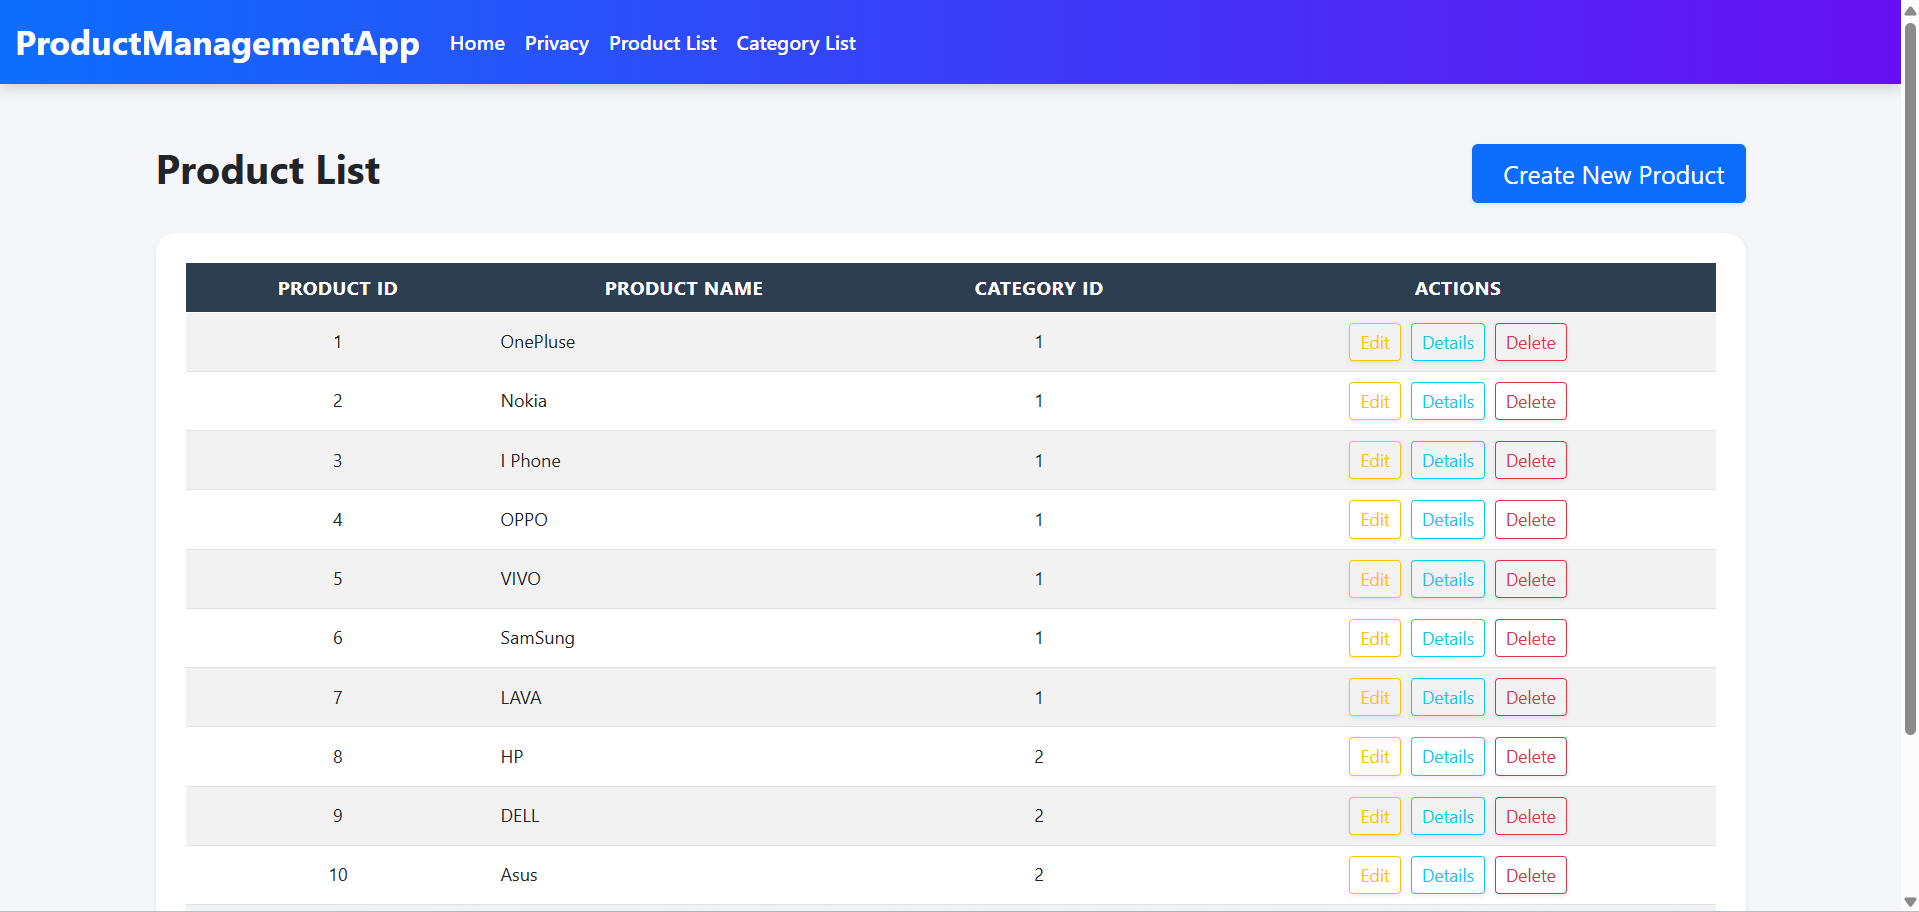 ProductManagementApp Home Privacy Product List Category List
Product List
Create New Product
PRODUCT ID PRODUCT NAME CATEGORY ID ACTIONS
1 OnePluse 1 Edit Details Delete
2 Nokia 1 Edit Details Delete
3 I Phone 1 Edit Details Delete
4 OPPO 1 Edit Details Delete
5 VIVO 1 Edit Details Delete
6 SamSung 1 Edit Details Delete
7 LAVA 1 Edit Details Delete
8 HP 2 Edit Details Delete
9 DELL 2 Edit Details Delete
10 Asus 2 Edit Details Delete